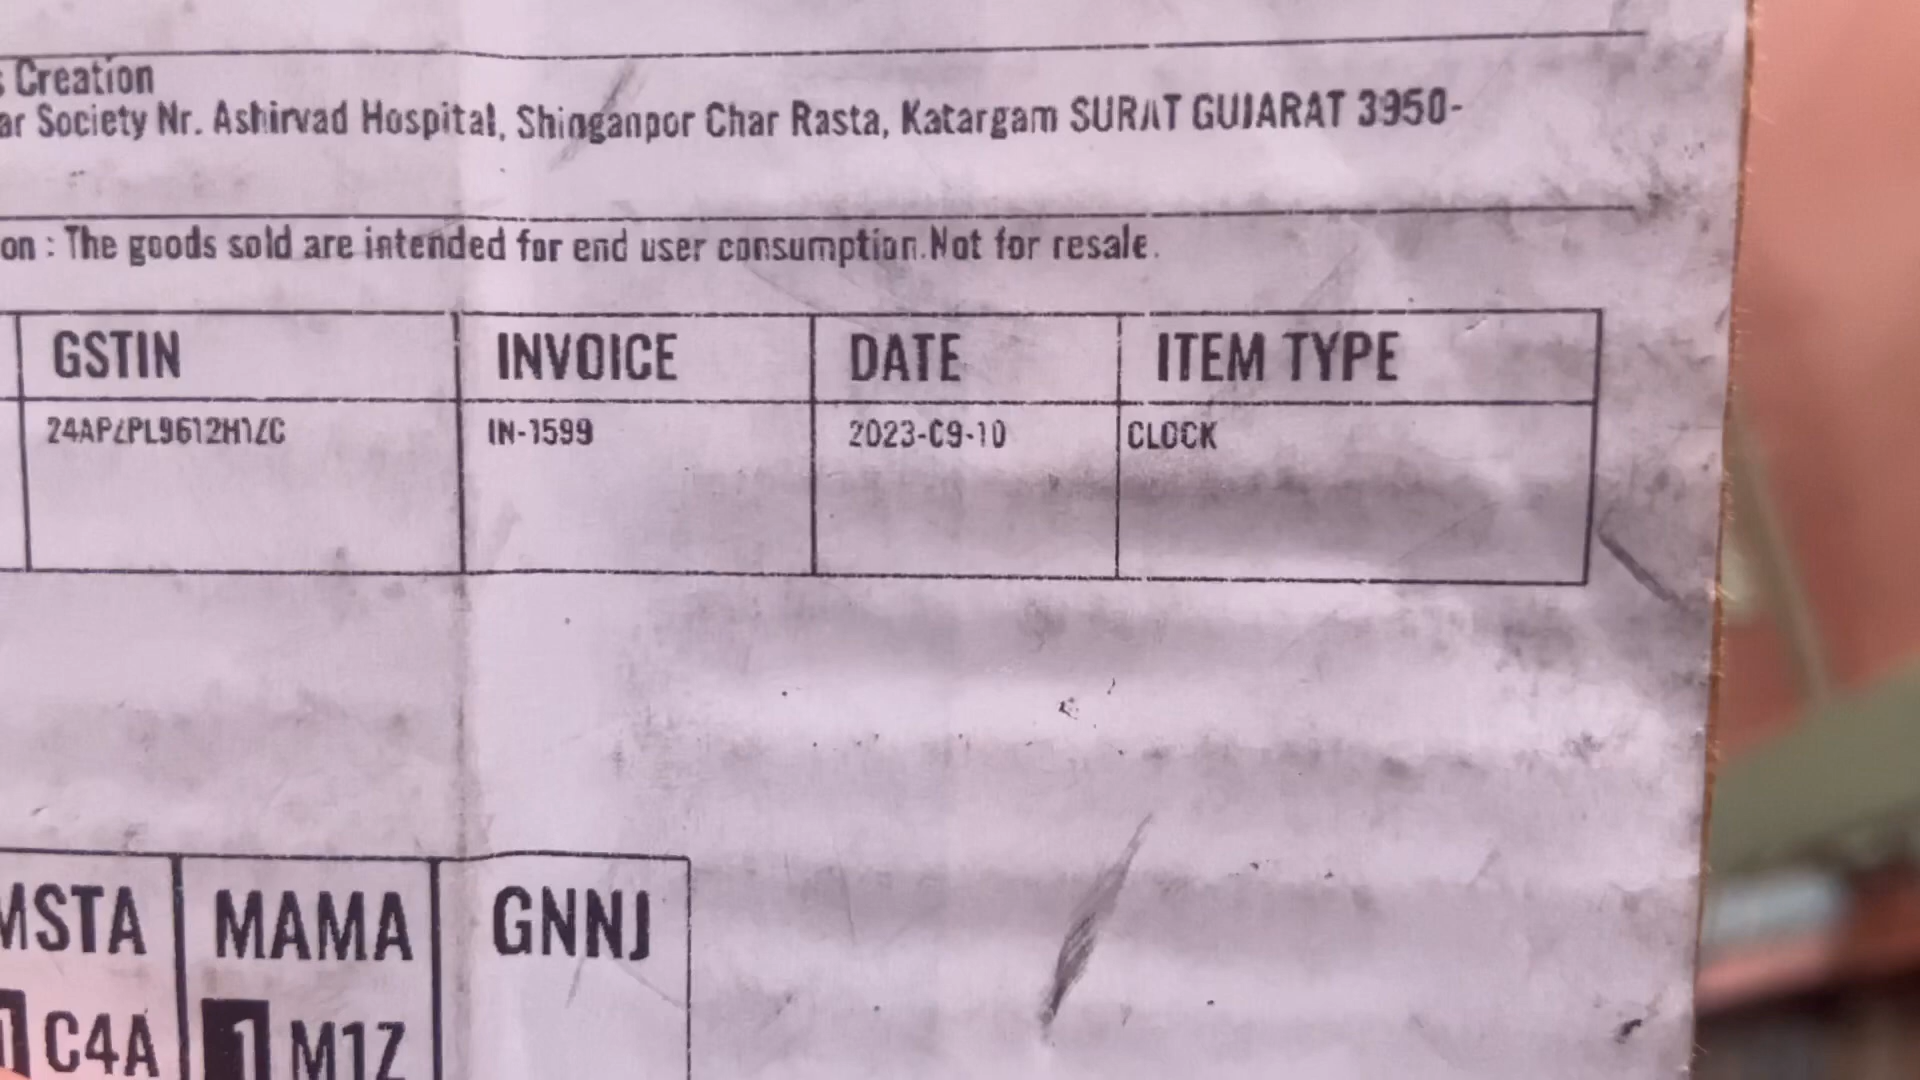 s Creation
ar Society Nr. Ashirvad Hospital, Shinganpor Char Rasta, Katargam SURAT GUJARAT 3950-
on : The goods sold are intended for end user consumption.Not for resale.
GSTIN INVOICE DATE ITEM TYPE
IN-1599 2023-09-10 CLOCK
MSTA MAMA GNNJ
1 C4A 1 M1Z